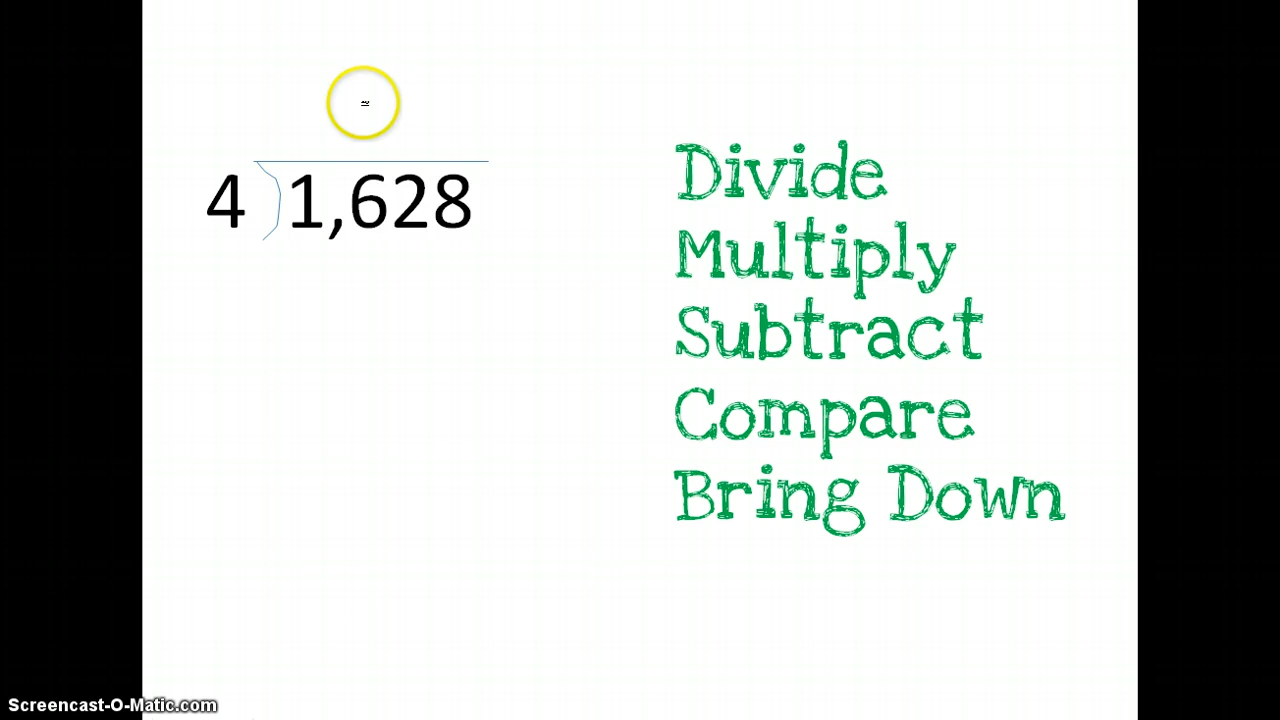 4 1,628
Divide
Multiply
Subtract
Compare
Bring Down
Screencast-O-Matic.com